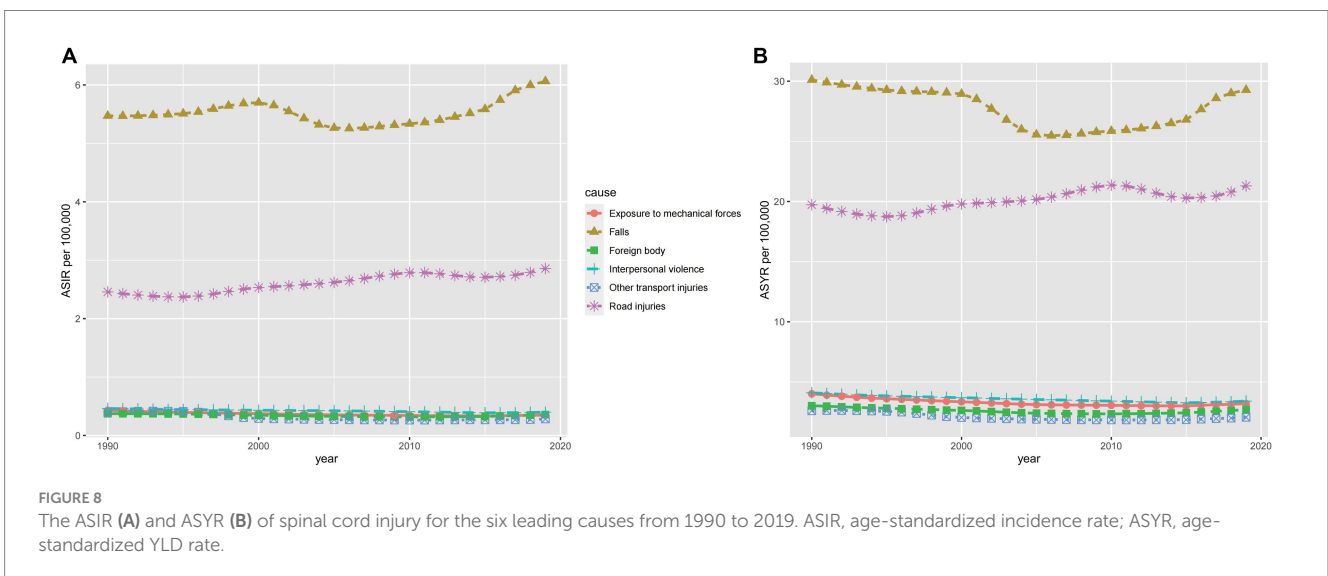 A
6
4
2
0
ASIR per 100,000
1990
2000
2010
2020
year
cause
Exposure to mechanical forces
Falls
Foreign body
Interpersonal violence
Other transport injuries
Road injuries
B
30
20
10
ASYR per 100,000
1990
2000
2010
2020
year
FIGURE 8
The ASIR (A) and ASYR (B) of spinal cord injury for the six leading causes from 1990 to 2019. ASIR, age-standardized incidence rate; ASYR, age-
standardized YLD rate.